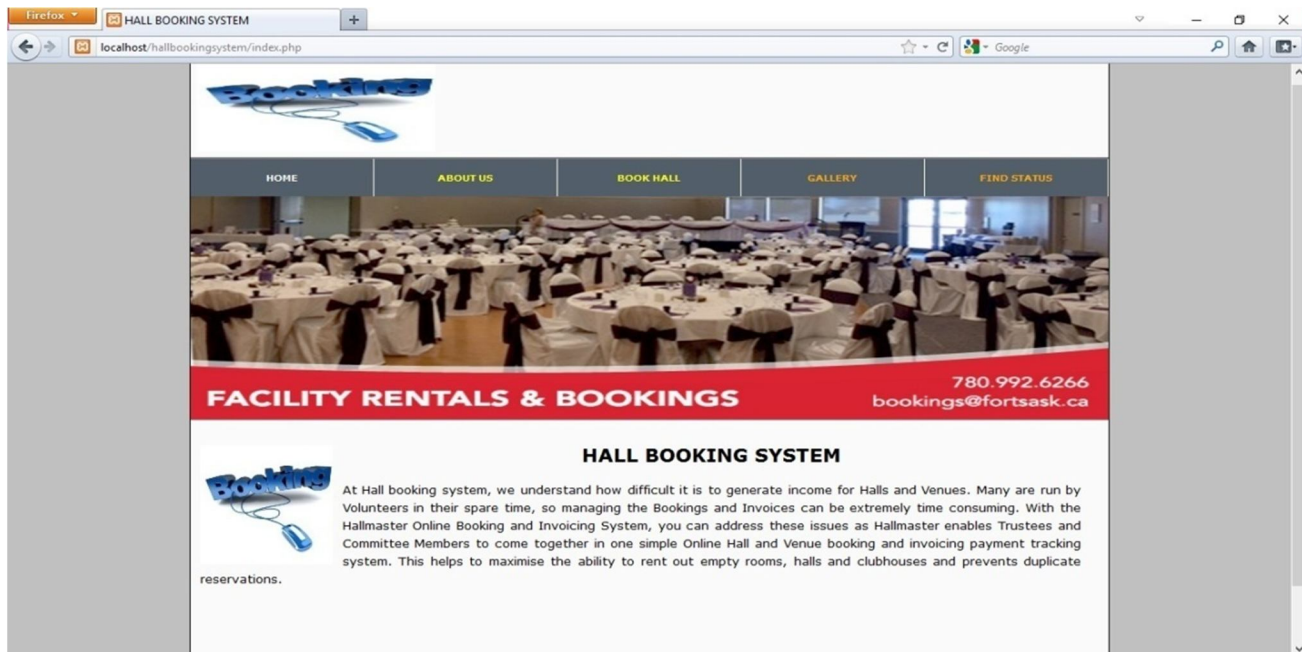 Firefox
HALL BOOKING SYSTEM
localhost/hallbookingsystem/index.php
Google
Booking
HOME
ABOUT US
BOOK HALL
GALLERY
FIND STATUS
FACILITY RENTALS & BOOKINGS
780.992.6266
bookings@fortsask.ca
Booking
HALL BOOKING SYSTEM
At Hall booking system, we understand how difficult it is to generate income for Halls and Venues. Many are run by
Volunteers in their spare time, so managing the Bookings and Invoices can be extremely time consuming. With the
Hallmaster Online Booking and Invoicing System, you can address these issues as Hallmaster enables Trustees and
Committee Members to come together in one simple Online Hall and Venue booking and invoicing payment tracking
system. This helps to maximise the ability to rent out empty rooms, halls and clubhouses and prevents duplicate
reservations.